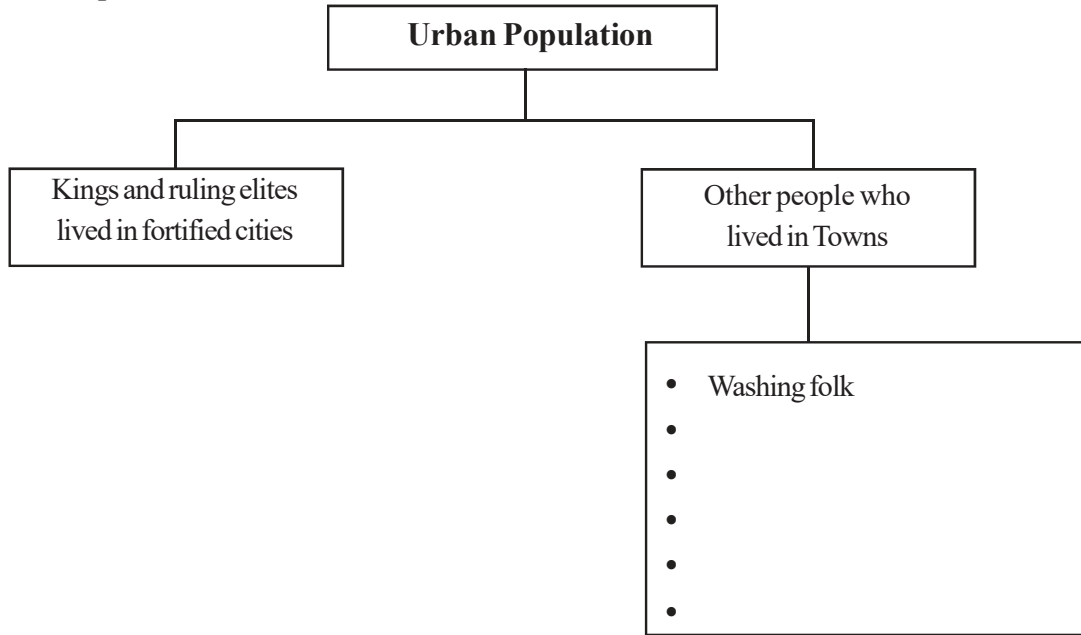 Urban Population
Kings and ruling elites
lived in fortified cities
Other people who
lived in Towns
• Washing folk
•
•
•
•
•